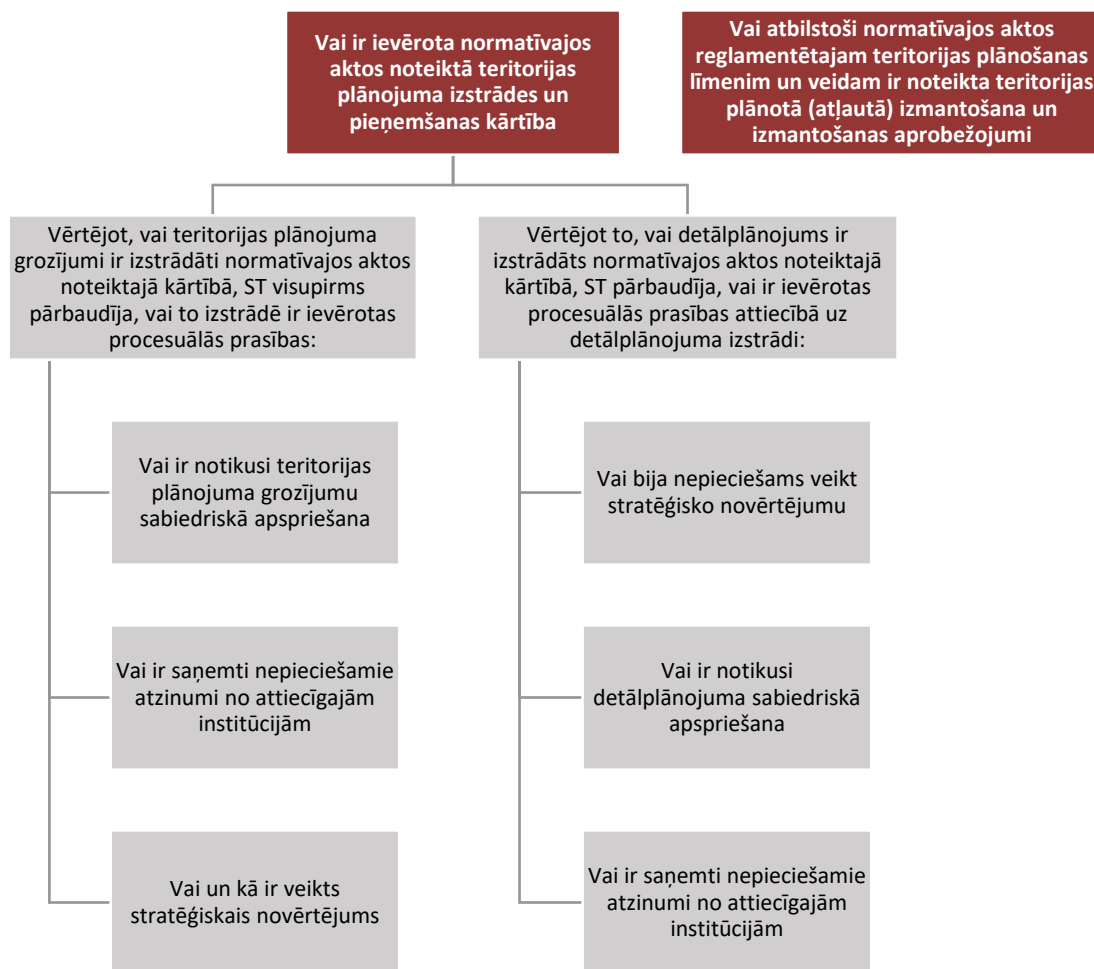 Vai ir ievērota normatīvajos
aktos noteiktā teritorijas
plānojuma izstrādes un
pieņemšanas kārtība
Vai atbilstoši normatīvajos aktos
reglamentētajam teritorijas plānošanas
līmenim un veidam ir noteikta teritorijas
plānotā (atļautā) izmantošana un
izmantošanas aprobežojumi
Vērtējot, vai teritorijas plānojuma
grozījumi ir izstrādāti normatīvajos aktos
noteiktajā kārtībā, ST visupirms
pārbaudīja, vai to izstrādē ir ievērotas
procesuālās prasības:
Vai ir notikusi teritorijas
plānojuma grozījumu
sabiedriskā apspriešana
Vai ir saņemti nepieciešamie
atzinumi no attiecīgajām
institūcijām
Vai un kā ir veikts
stratēģiskais novērtējums
Vērtējot to, vai detālplānojums ir
izstrādāts normatīvajos aktos noteiktajā
kārtībā, ST pārbaudīja, vai ir ievērotas
procesuālās prasības attiecībā uz
detālplānojuma izstrādi:
Vai bija nepieciešams veikt
stratēģisko novērtējumu
Vai ir notikusi
detālplānojuma sabiedriskā
apspriešana
Vai ir saņemti nepieciešamie
atzinumi no attiecīgajām
institūcijām